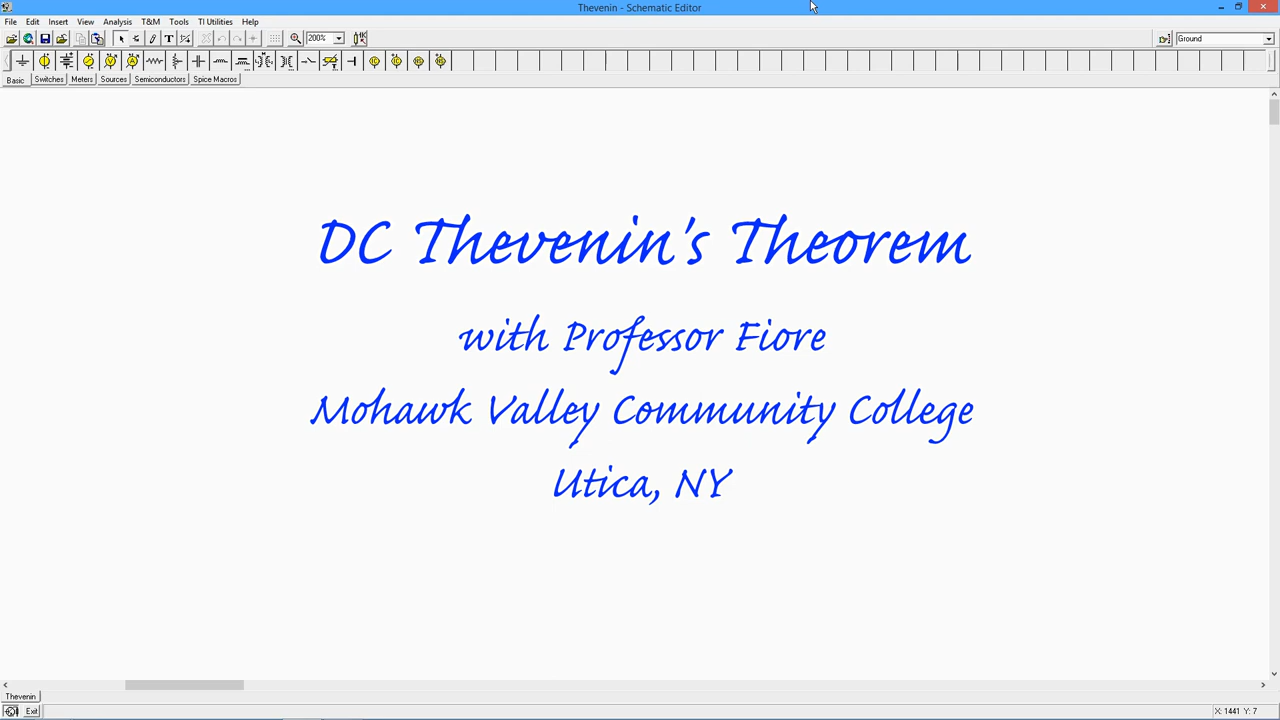 Thevenin - Schematic Editor
File Edit Insert View Analysis T&M Tools TI Utilities Help
200%
Ground
Basic Switches Meters Sources Semiconductors Spice Macros
DC Thevenin's Theorem
with Professor Fiore
Mohawk Valley Community College
Utica, NY
Thevenin
Exit
X: 1441 Y: 7